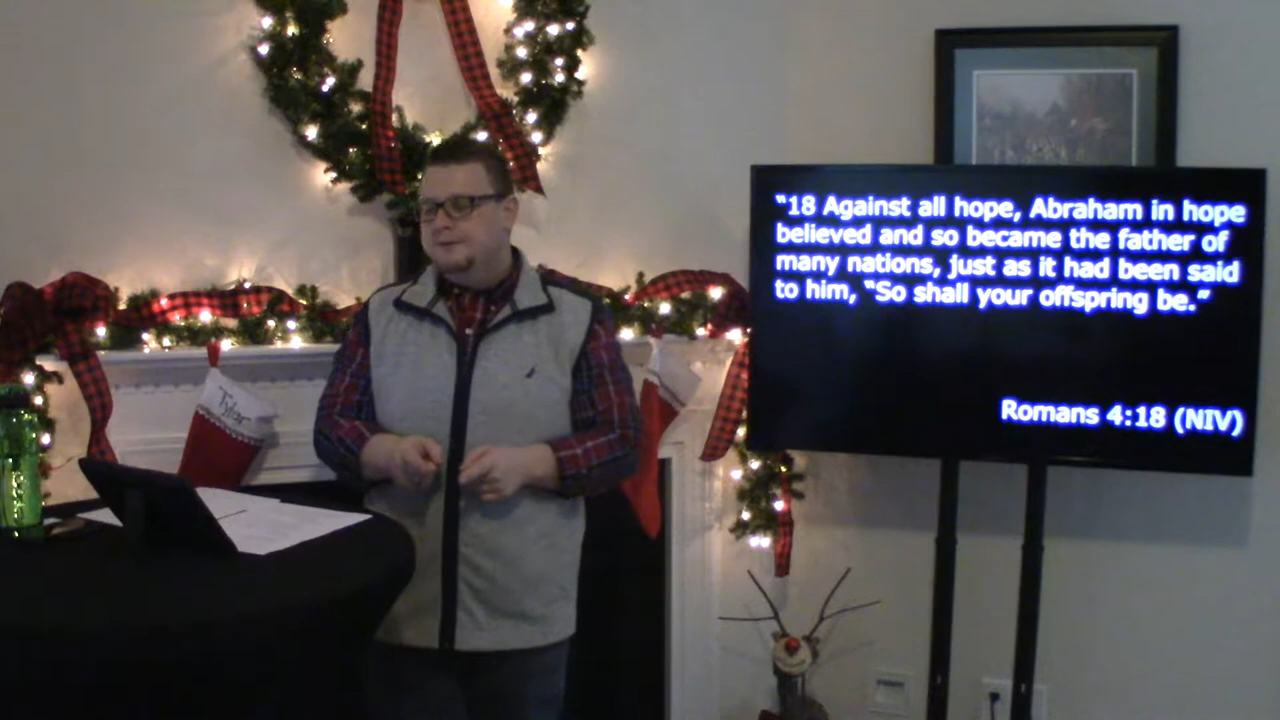 "18 Against all hope, Abraham in hope
believed and so became the father of
many nations, just as it had been said
to him, “So shall your offspring be.”
Romans 4:18 (NIV)
Tyler